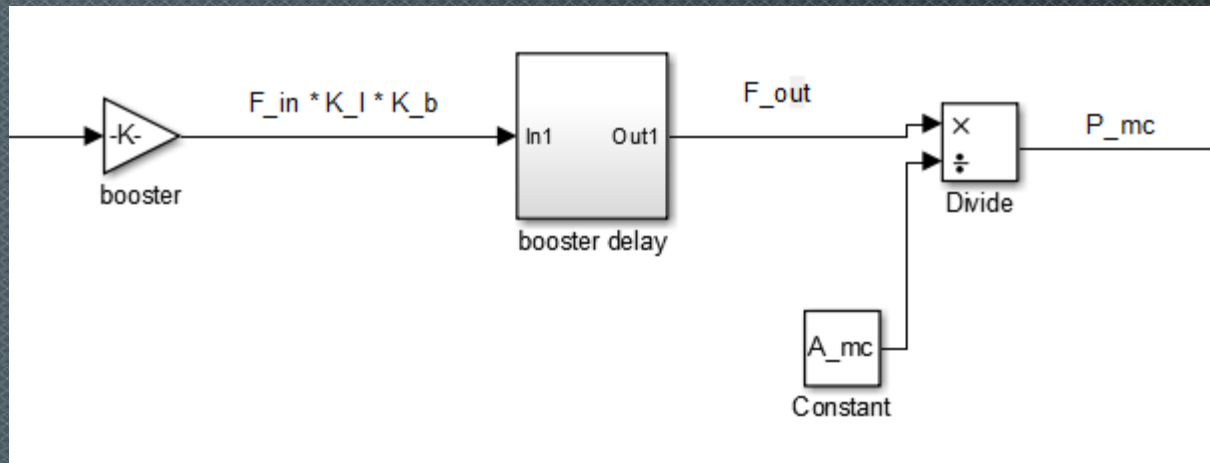 F_in * K_l * K_b
-K-
booster
In1
Out1
booster delay
F_out
×
÷
Divide
P_mc
A_mc
Constant